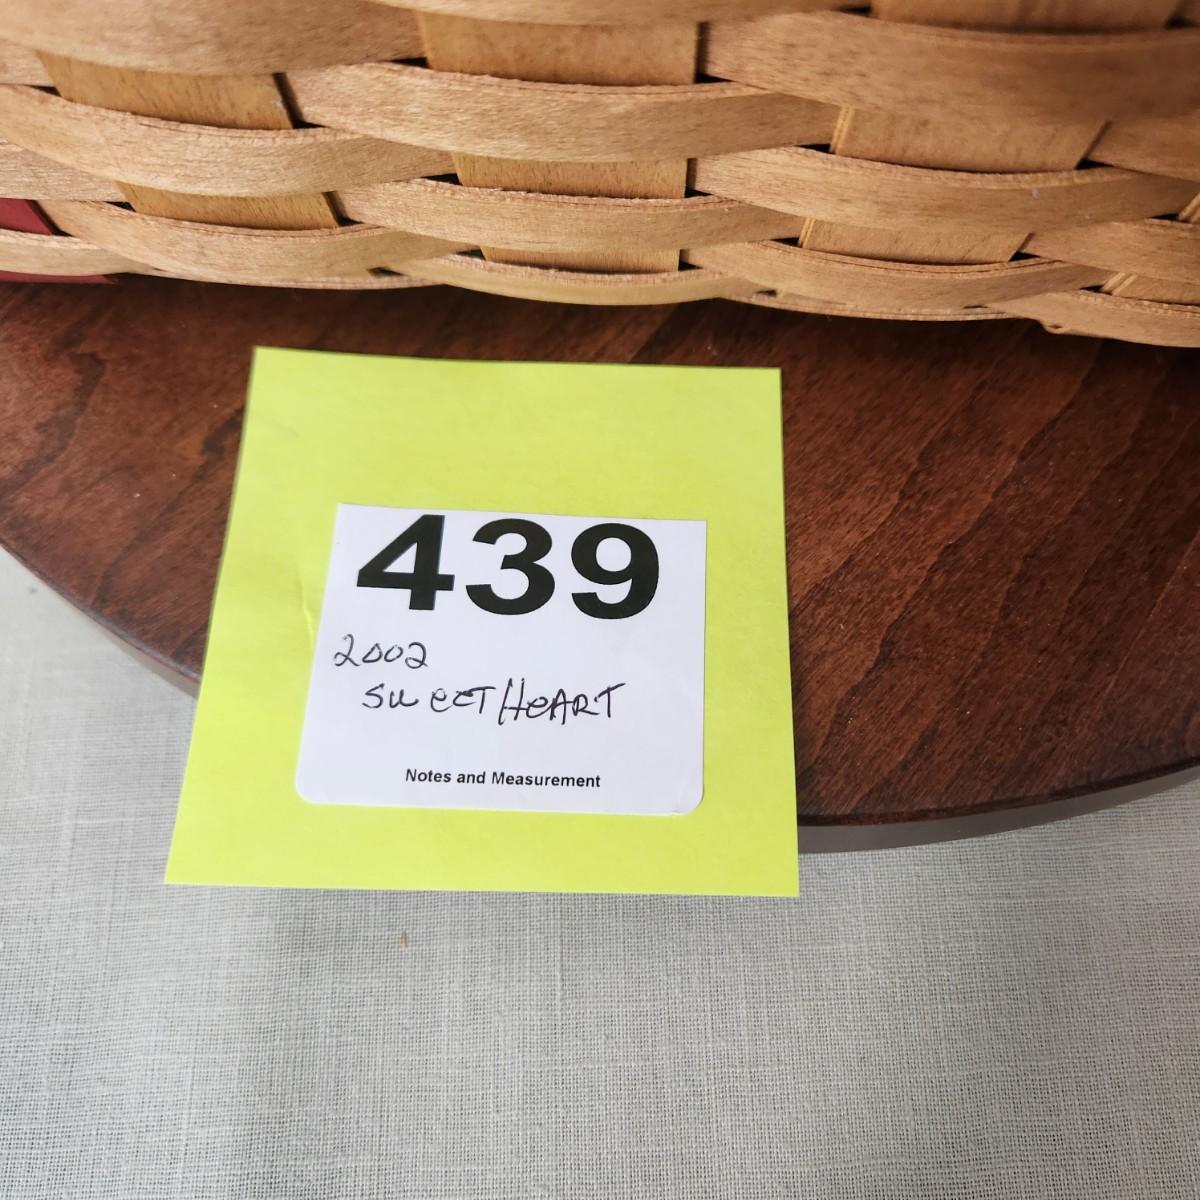 439
2002
SWEETHEART
Notes and Measurement